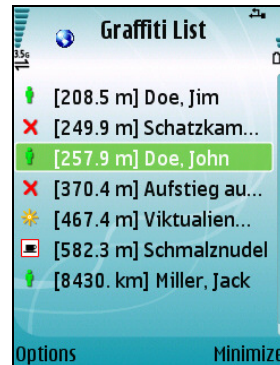 Graffiti List
3.5G
[208.5 m] Doe, Jim
[249.9 m] Schatzkam...
[257.9 m] Doe, John
[370.4 m] Aufstieg au...
[467.4 m] Viktualien...
[582.3 m] Schmalznudel
[8430. km] Miller, Jack
Options
Minimize